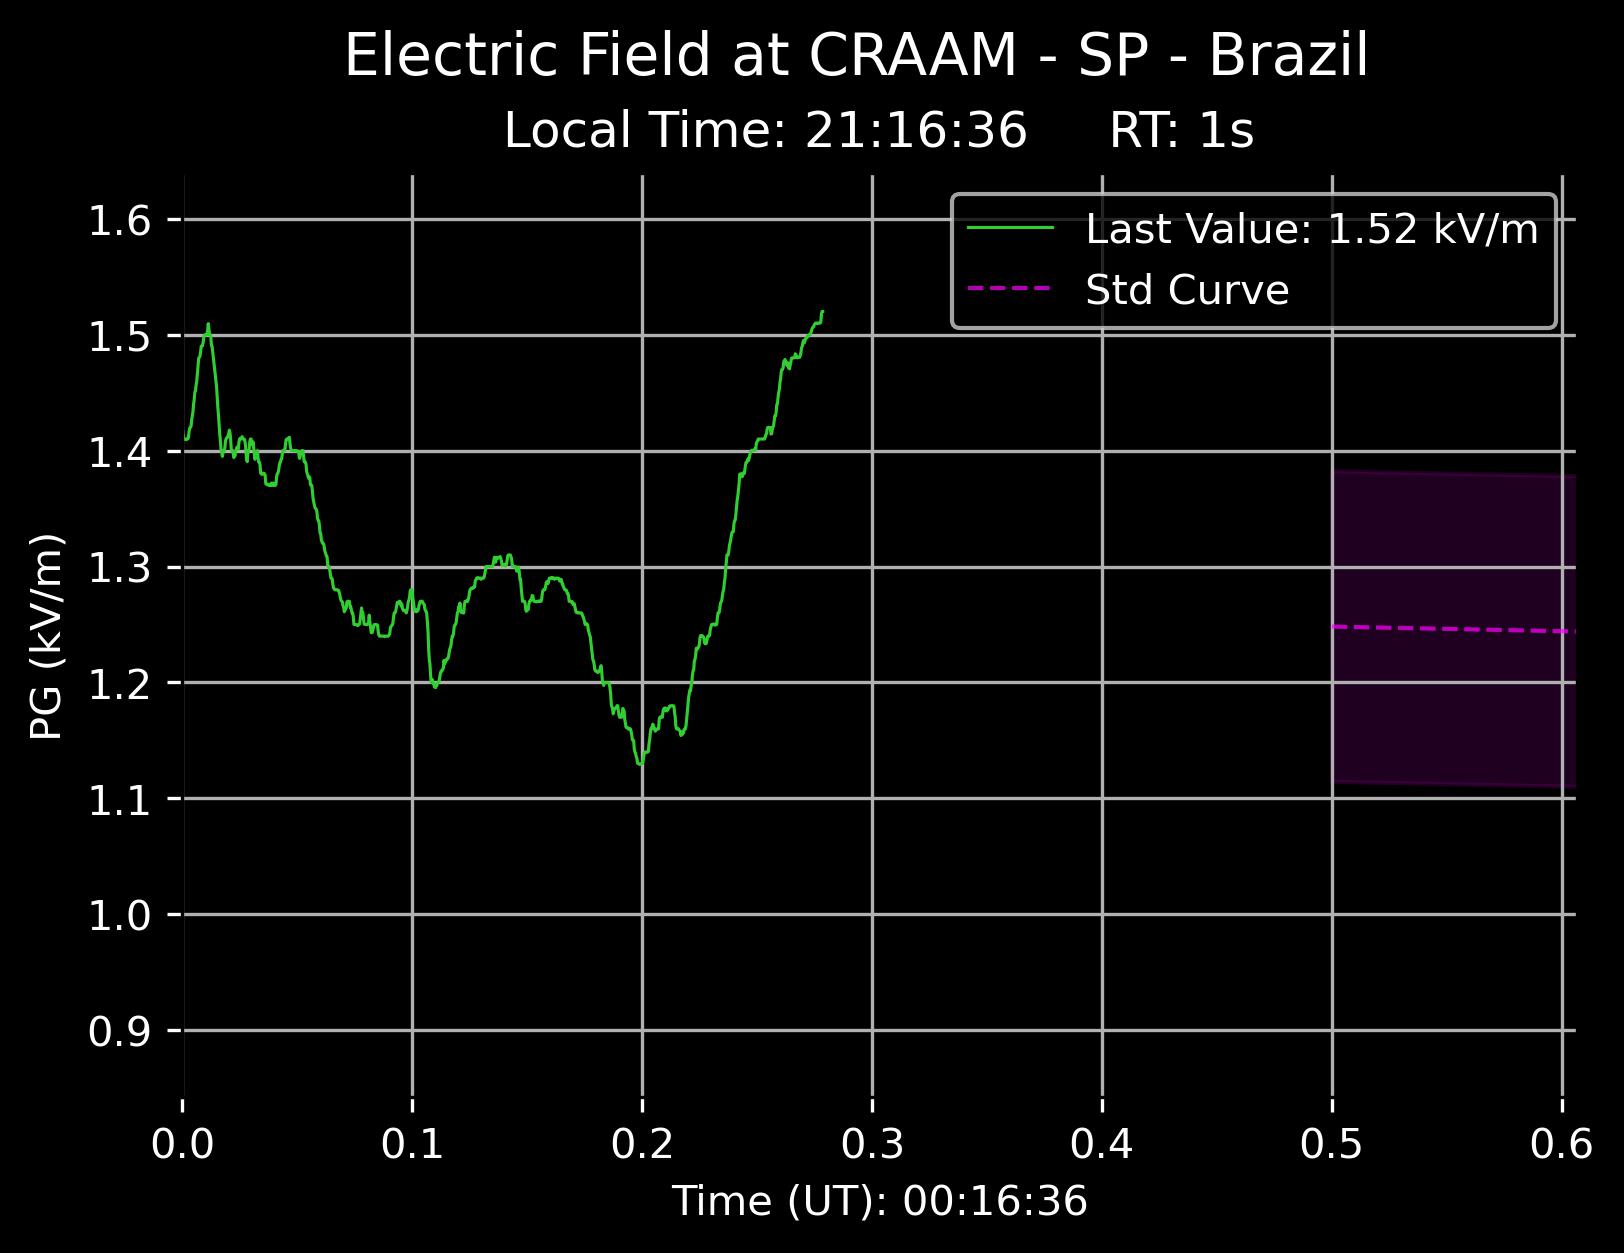 Electric Field at CRAAM - SP - Brazil
Local Time: 21:16:36 RT: 1s
Last Value: 1.52 kV/m
Std Curve
PG (kV/m)
1.6
1.5
1.4
1.3
1.2
1.1
1.0
0.9
0.0 0.1 0.2 0.3 0.4 0.5 0.6
Time (UT): 00:16:36